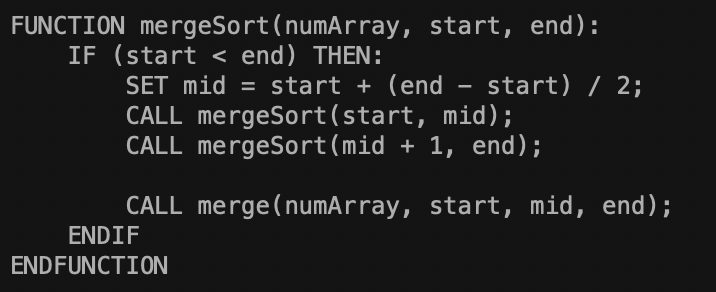 FUNCTION mergeSort(numArray, start, end):
    IF (start < end) THEN:
        SET mid = start + (end - start) / 2;
        CALL mergeSort(start, mid);
        CALL mergeSort(mid + 1, end);

        CALL merge(numArray, start, mid, end);
    ENDIF
ENDFUNCTION